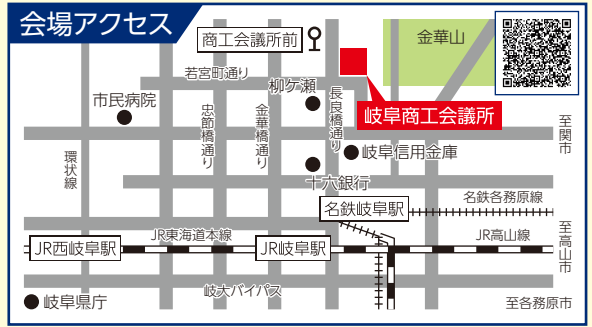 会場アクセス
商工会議所前
金華山
若宮町通り
柳ケ瀬
市民病院
岐阜商工会議所
忠節橋通り
金華橋通り
長良橋通り
至関市
岐阜信用金庫
環状線
十六銀行
名鉄各務原線
名鉄岐阜駅
JR東海道本線
JR高山線
至高山市
JR西岐阜駅
JR岐阜駅
岐大バイパス
岐阜県庁
至各務原市